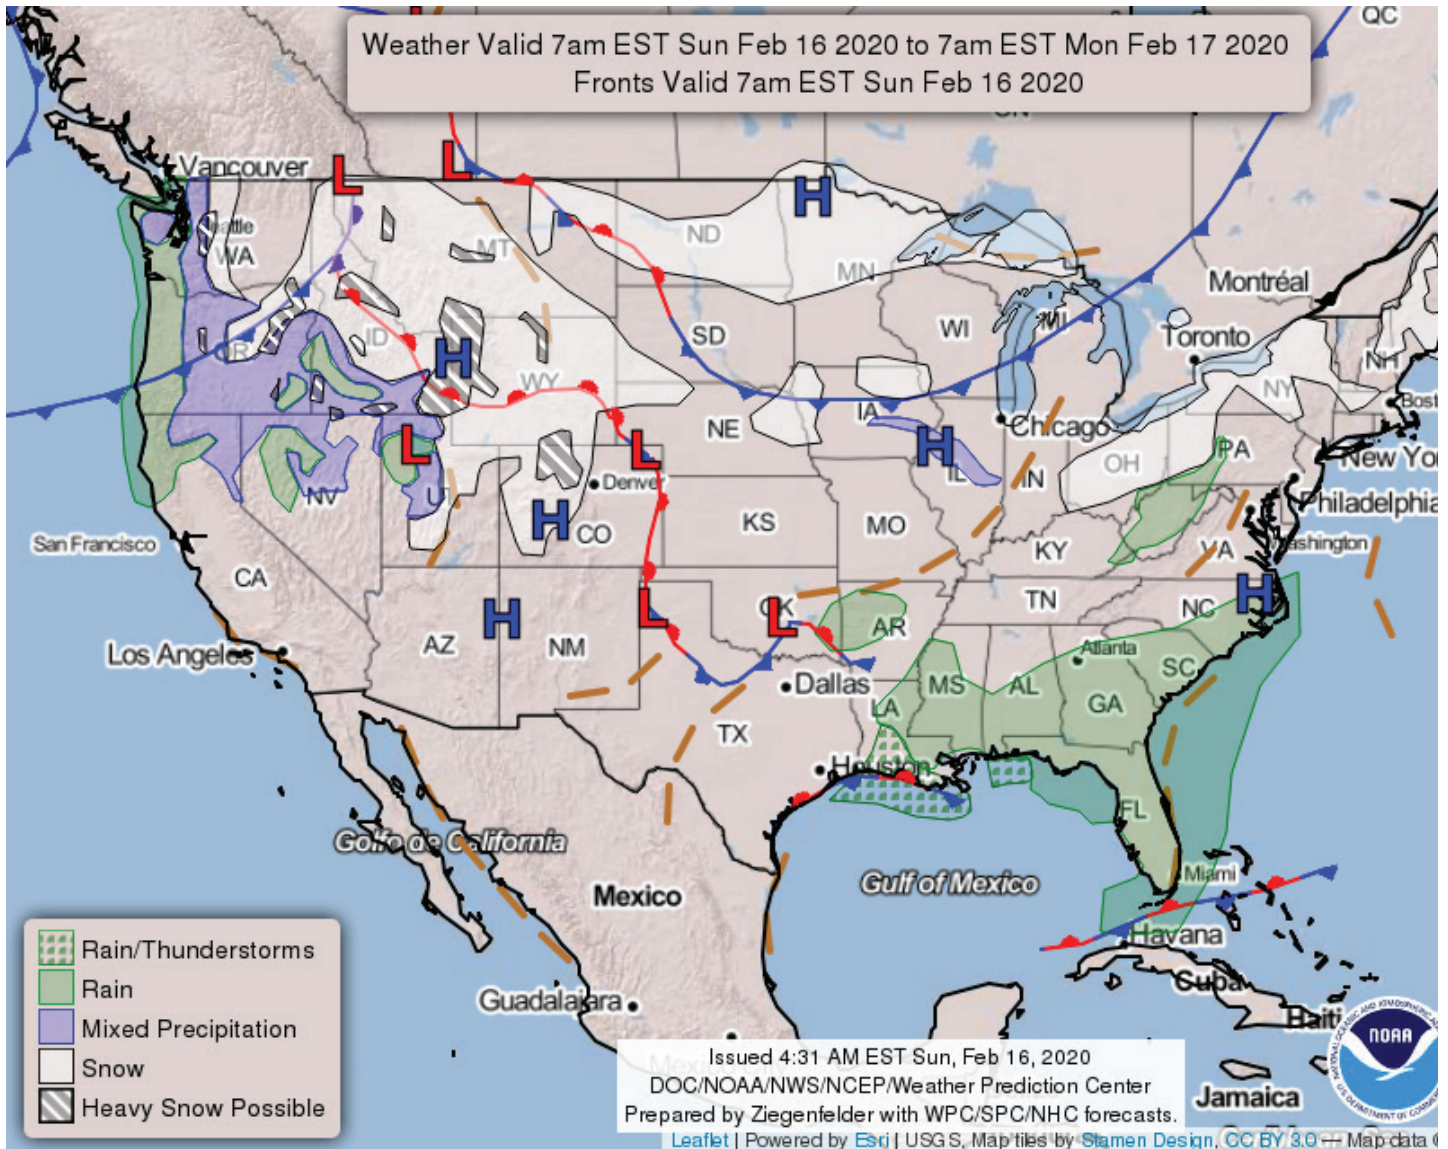 Weather Valid 7am EST Sun Feb 16 2020 to 7am EST Mon Feb 17 2020
Fronts Valid 7am EST Sun Feb 16 2020
QC
Vancouver
L
L
H
WA
MT
ND
MN
Montréal
ID
SD
WI
MI
Toronto
NH
OR
H
WY
NY
IA
Chicago
L
L
NE
H
OH
PA
IL
IN
NV
Denver
H
CO
KS
MO
San Francisco
KY
VA
CA
H
L
OK
L
AR
TN
NC
H
AZ
NM
Los Angeles
Atlanta
SC
Dallas
MS
AL
LA
GA
TX
Houston
FL
Golfo de California
Mexico
Gulf of Mexico
Miami
Havana
Rain/Thunderstorms
Rain
Mixed Precipitation
Snow
Heavy Snow Possible
Cuba
Guadalajara
Haiti
NOAA
Issued 4:31 AM EST Sun, Feb 16, 2020
DOC/NOAA/NWS/NCEP/Weather Prediction Center
Prepared by Ziegenfelder with WPC/SPC/NHC forecasts.
Jamaica
Leaflet | Powered by Esri | USGS, Map tiles by Stamen Design, CC BY 3.0 — Map data ©